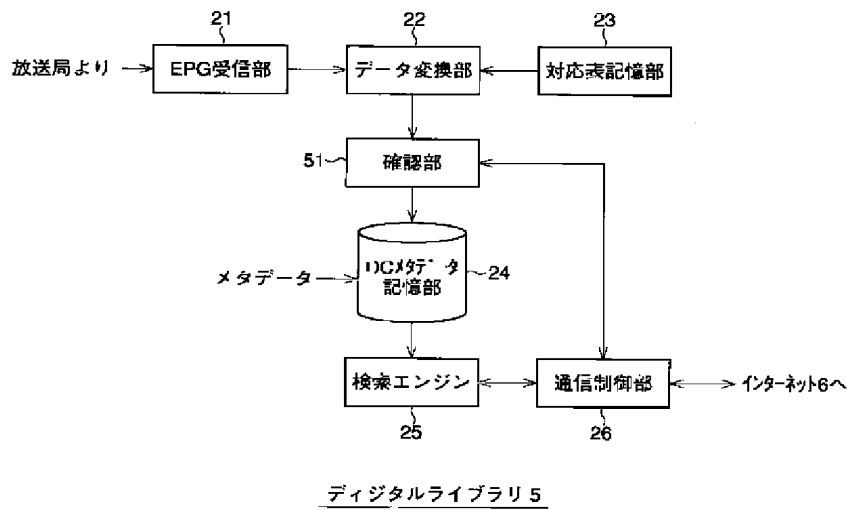 21
22
23
放送局より
EPG受信部
データ変換部
対応表記憶部
51
確認部
メタデータ
DCメタデータ
記憶部
24
検索エンジン
通信制御部
インターネット6へ
25
26
ディジタルライブラリ5